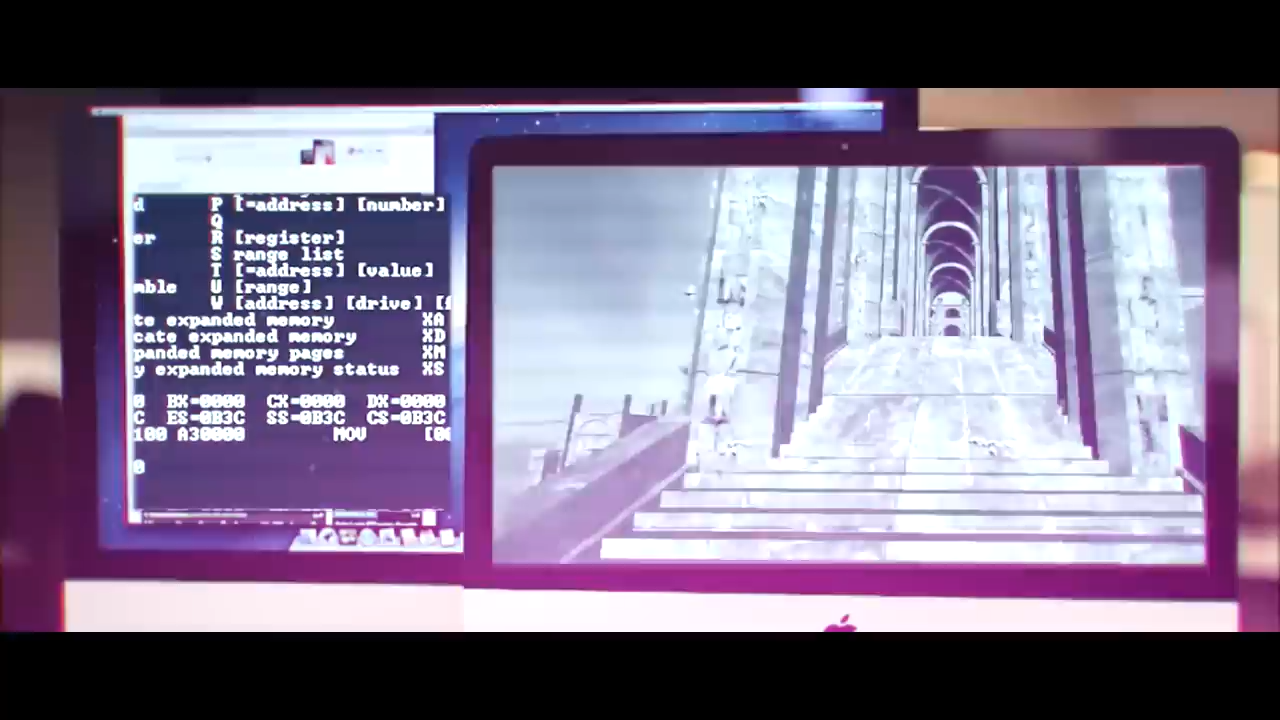 d P [=address] [number]
Q
er R [register]
S range list
T [=address] [value]
mble U [range]
W [address] [drive] [f
te expanded memory XA
cate expanded memory XD
panded memory pages XM
y expanded memory status XS
0 BX=0000 CX=0000 DX=0000
C ES=0B3C SS=0B3C CS=0B3C
100 A30000 MOV [00
0